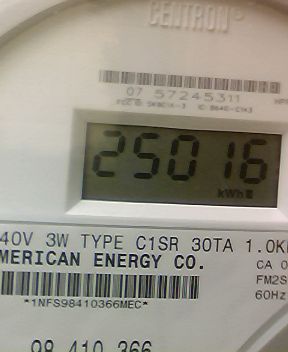 CENTRON®
07 57245311
25016
kWh
40V 3W TYPE C1SR 30TA 1.0K
MERICAN ENERGY CO.
CA 0
FM2S
60Hz
*1NFS98410366MEC*
98 410 366